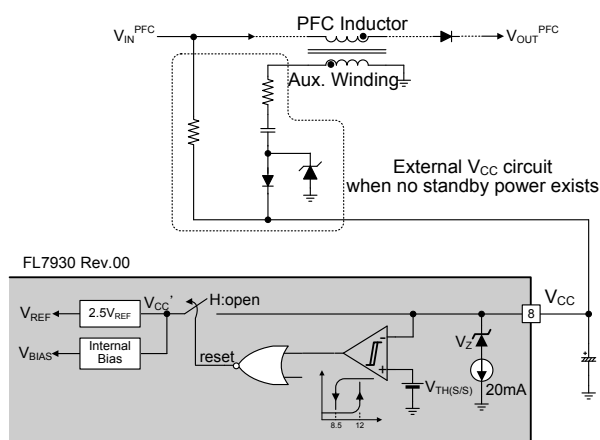 PFC Inductor
V_IN^PFC
V_OUT^PFC
Aux. Winding
External V_CC circuit
when no standby power exists
FL7930 Rev.00
V_CC
8
V_CC'
H:open
V_REF
2.5V_REF
V_Z
V_BIAS
Internal
Bias
reset
-
+
V_TH(S/S)
20mA
8.5
12
+